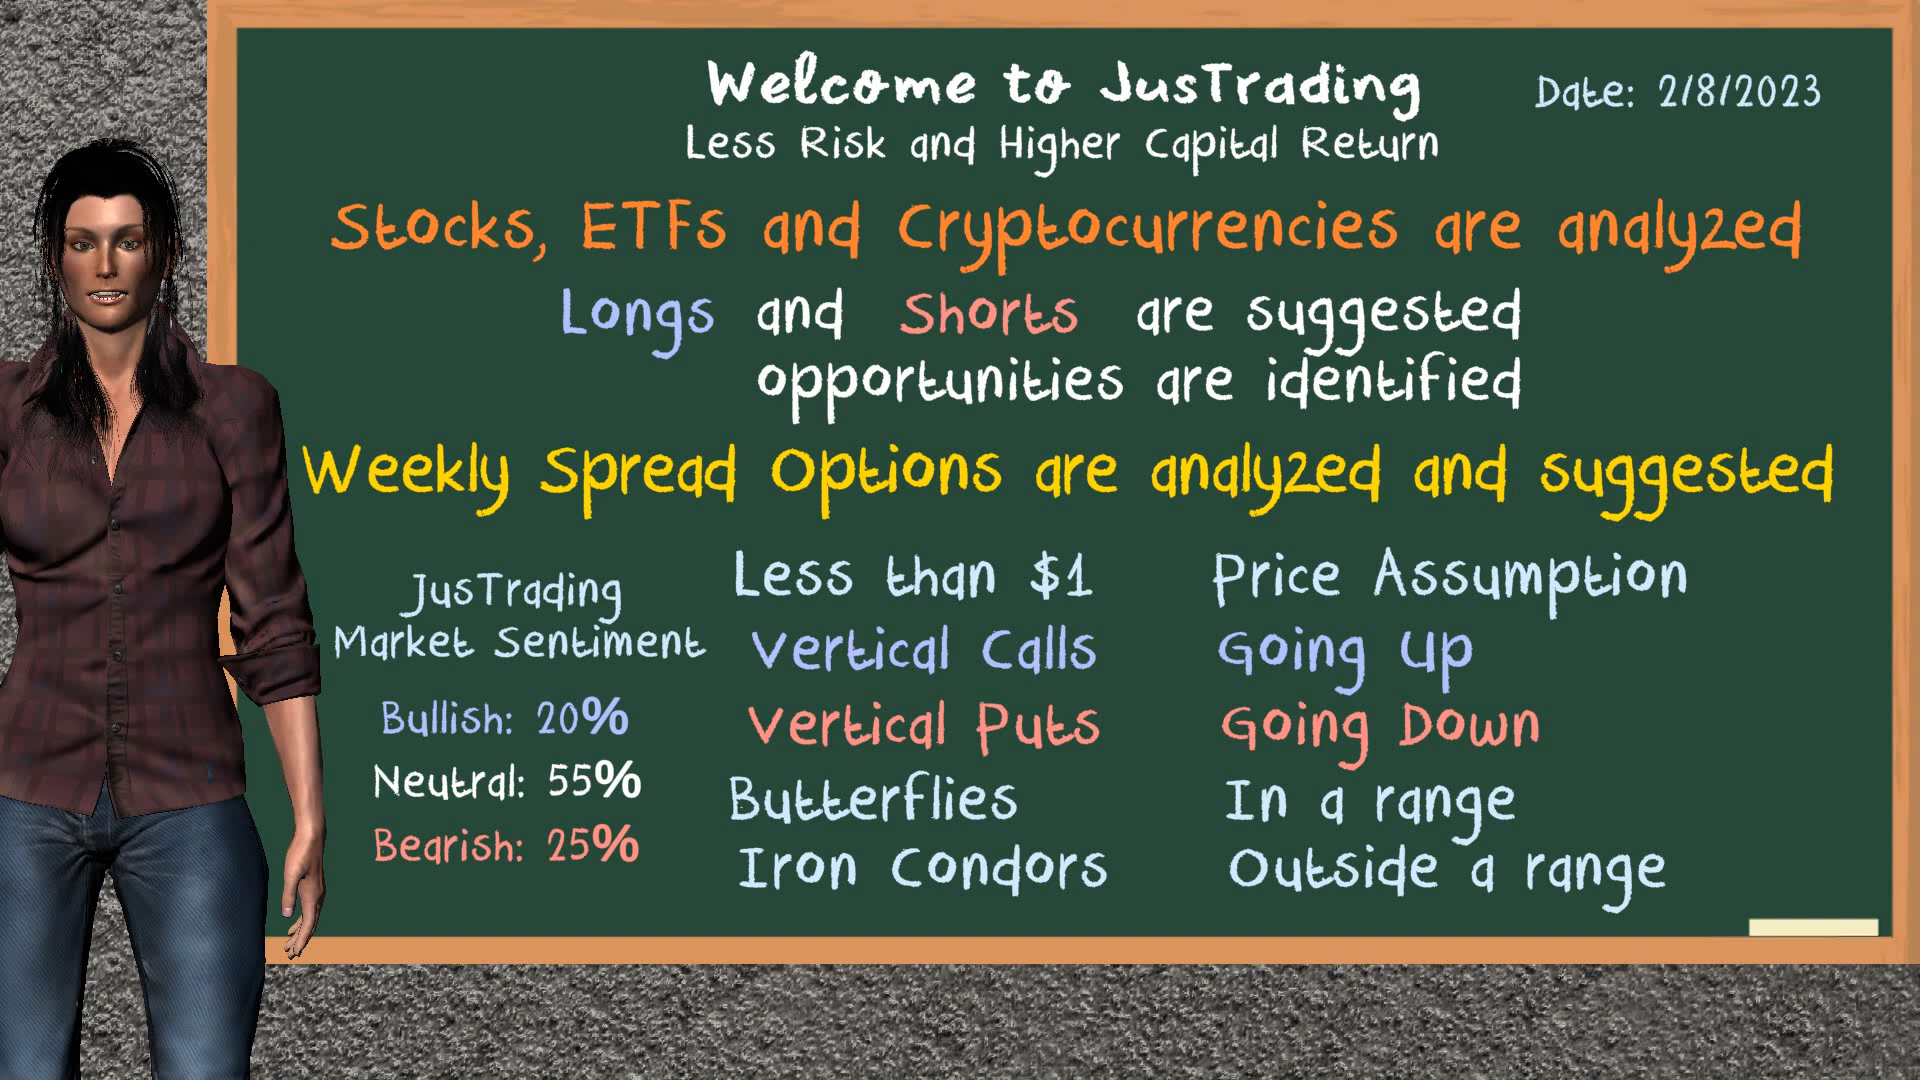 Welcome to JusTrading
Date: 2/8/2023
Less Risk and Higher Capital Return
Stocks, ETFs and Cryptocurrencies are analyzed
Longs and Shorts are suggested
opportunities are identified
Weekly Spread Options are analyzed and suggested
JusTrading
Market Sentiment
Bullish: 20%
Neutral: 55%
Bearish: 25%
Less than $1 Price Assumption
Vertical Calls Going Up
Vertical Puts Going Down
Butterflies In a range
Iron Condors Outside a range